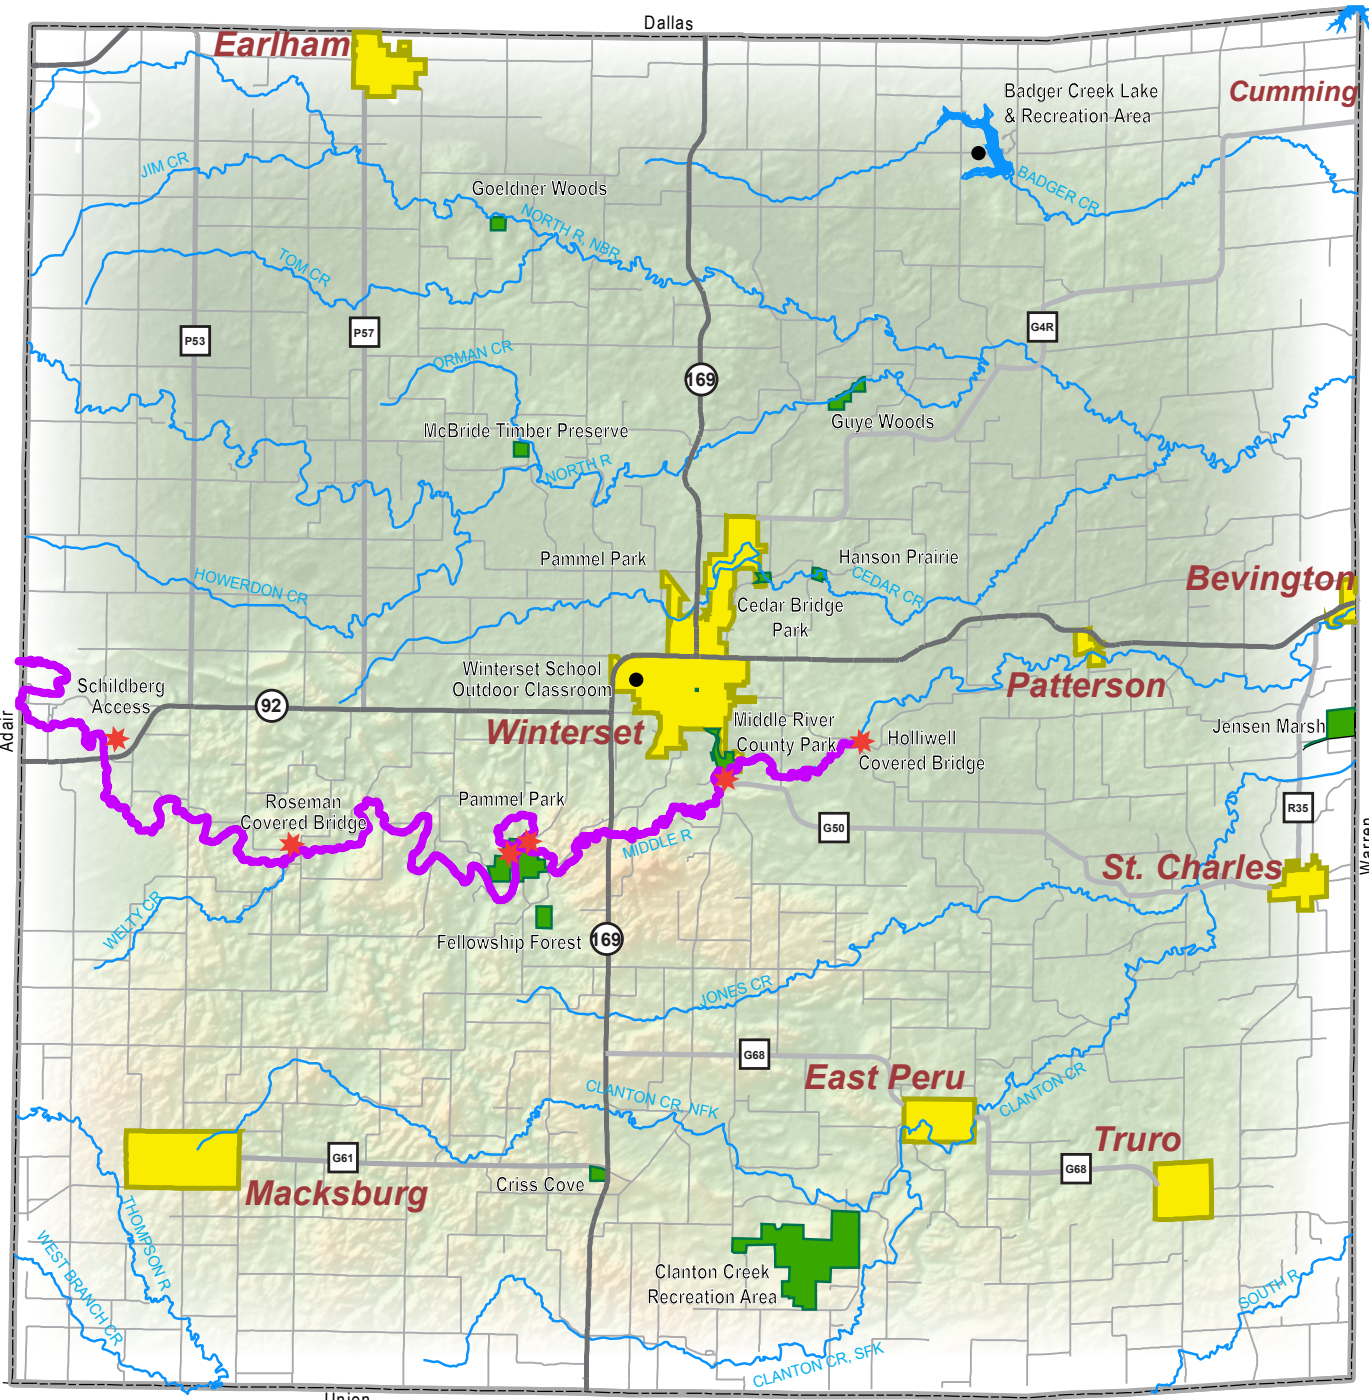 Dallas
Earlham
Cumming
Badger Creek Lake
& Recreation Area
JIM CR
BADGER CR
Goeldner Woods
NORTH R, NBR
TOM CR
P53
P57
G4R
ORMAN CR
169
McBride Timber Preserve
Guye Woods
NORTH R
Pammel Park
Hanson Prairie
HOWERDON CR
CEDAR CR
Bevington
Cedar Bridge
Park
Winterset School
Outdoor Classroom
Patterson
Schildberg
Access
92
Adair
Winterset
Middle River
County Park
Holliwell
Covered Bridge
Jensen Marsh
Roseman
Covered Bridge
Pammel Park
R35
G50
MIDDLE R
Warren
St. Charles
WELTY CR
Fellowship Forest
169
JONES CR
G68
East Peru
CLANTON CR, NFK
CLANTON CR
Truro
G61
G68
Criss Cove
Macksburg
THOMPSON R
WEST BRANCH CR
Clanton Creek
Recreation Area
SOUTH R
CLANTON CR, SFK
Union